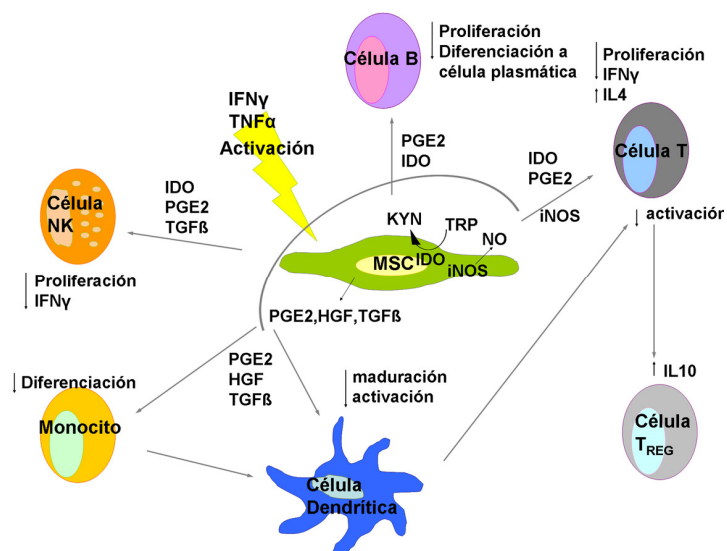 Célula B
↓ Proliferación
Diferenciación a
célula plasmática
↓ Proliferación
↓ IFNγ
↑ IL4
IFNγ
TNFα
Activación
PGE2
IDO
Célula T
IDO
PGE2
iNOS
↓ activación
Célula
NK
IDO
PGE2
TGFß
↓ Proliferación
IFNγ
KYN
TRP
NO
MSC
IDO
iNOS
PGE2,HGF,TGFß
PGE2
HGF
TGFß
↓ maduración
activación
↓ Diferenciación
Monocito
Célula
Dendrítica
↑ IL10
Célula
TREG